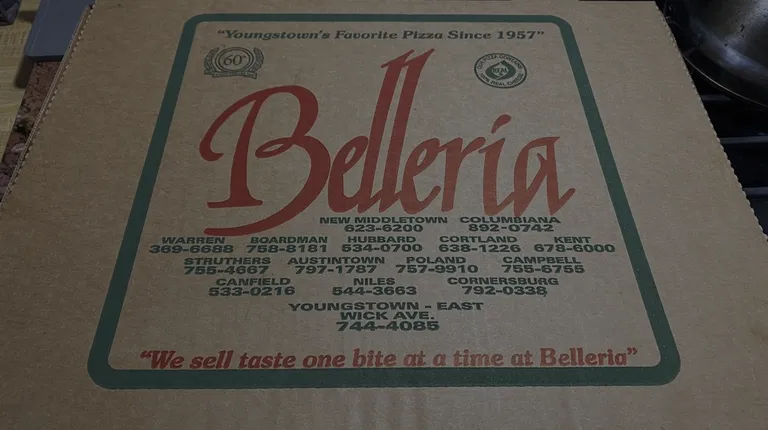 "Youngstown's Favorite Pizza Since 1957"
60th
REAL
Belleria
NEW MIDDLETOWN COLUMBIANA
623-6200 892-0742
WARREN BOARDMAN HUBBARD CORTLAND KENT
369-6688 758-8181 534-0700 638-1226 678-6000
STRUTHERS AUSTINTOWN POLAND CAMPBELL
755-4667 797-1787 757-9910 755-6755
CANFIELD NILES CORNERSBURG
533-0216 544-3663 792-0338
YOUNGSTOWN - EAST
WICK AVE.
744-4085
"We sell taste one bite at a time at Belleria"